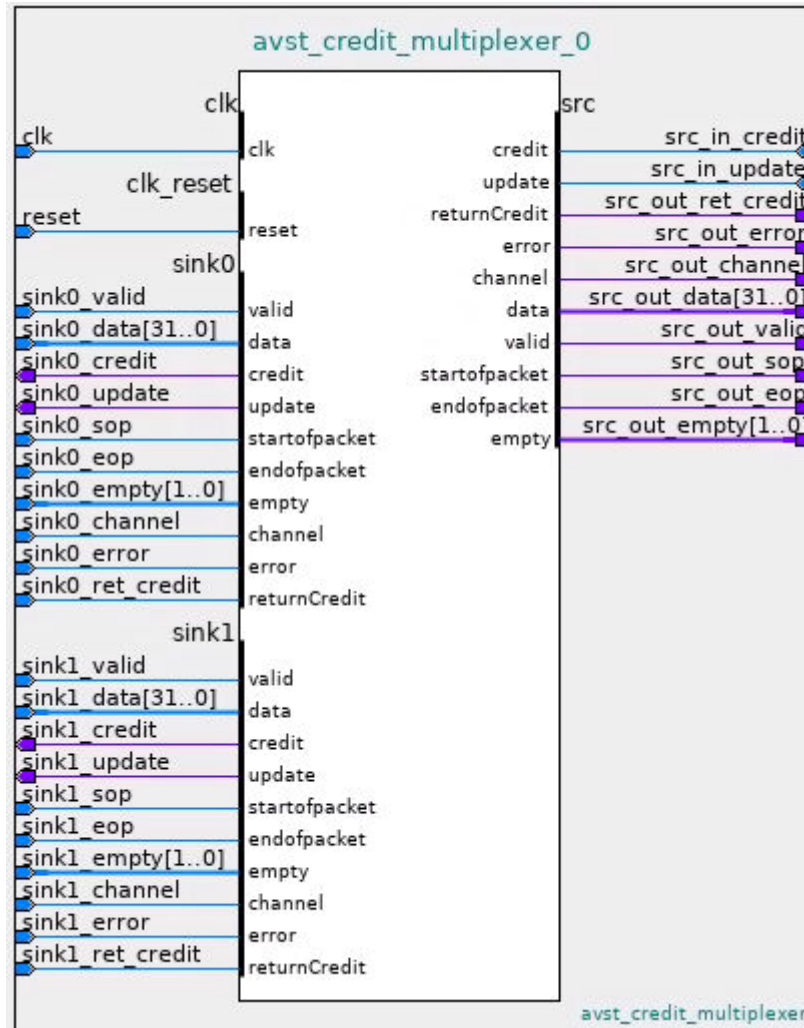 avst_credit_multiplexer_0
clk
clk
clk
clk_reset
reset
reset
sink0
sink0_valid
valid
sink0_data[31..0]
data
sink0_credit
credit
sink0_update
update
sink0_sop
startofpacket
sink0_eop
endofpacket
sink0_empty[1..0]
empty
sink0_channel
channel
sink0_error
error
sink0_ret_credit
returnCredit
sink1
sink1_valid
valid
sink1_data[31..0]
data
sink1_credit
credit
sink1_update
update
sink1_sop
startofpacket
sink1_eop
endofpacket
sink1_empty[1..0]
empty
sink1_channel
channel
sink1_error
error
sink1_ret_credit
returnCredit
src
credit
src_in_credit
update
src_in_update
returnCredit
src_out_ret_credit
error
src_out_error
channel
src_out_channel
data
src_out_data[31..0]
valid
src_out_valid
startofpacket
src_out_sop
endofpacket
src_out_eop
empty
src_out_empty[1..0]
avst_credit_multiplexer